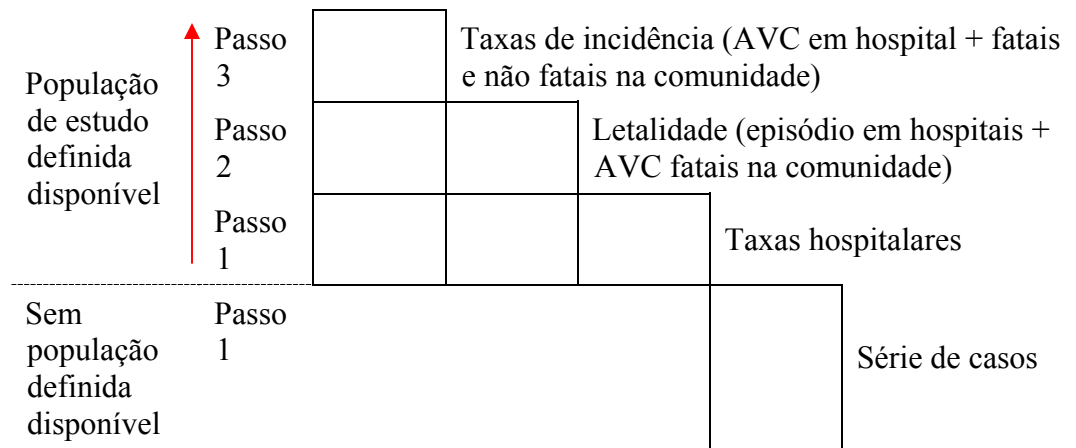 População
de estudo
definida
disponível
Passo
3
Taxas de incidência (AVC em hospital + fatais
e não fatais na comunidade)
Passo
2
Letalidade (episódio em hospitais +
AVC fatais na comunidade)
Passo
1
Taxas hospitalares
Sem
população
definida
disponível
Passo
1
Série de casos